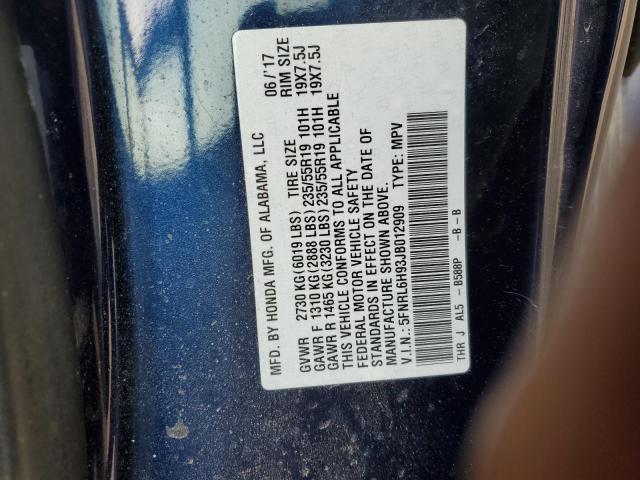 MFD. BY HONDA MFG. OF ALABAMA, LLC 06/'17
GVWR 2730 KG(6019 LBS) TIRE SIZE RIM SIZE
GAWR F 1310 KG(2888 LBS)235/55R19 101H 19X7.5J
GAWR R 1465 KG(3230 LBS)235/55R19 101H 19X7.5J
THIS VEHICLE CONFORMS TO ALL APPLICABLE
FEDERAL MOTOR VEHICLE SAFETY
STANDARDS IN EFFECT ON THE DATE OF
MANUFACTURE SHOWN ABOVE.
V.I.N.: 5FNRL6H93JB012909 TYPE: MPV
THR J AL5 - B588P -B - B